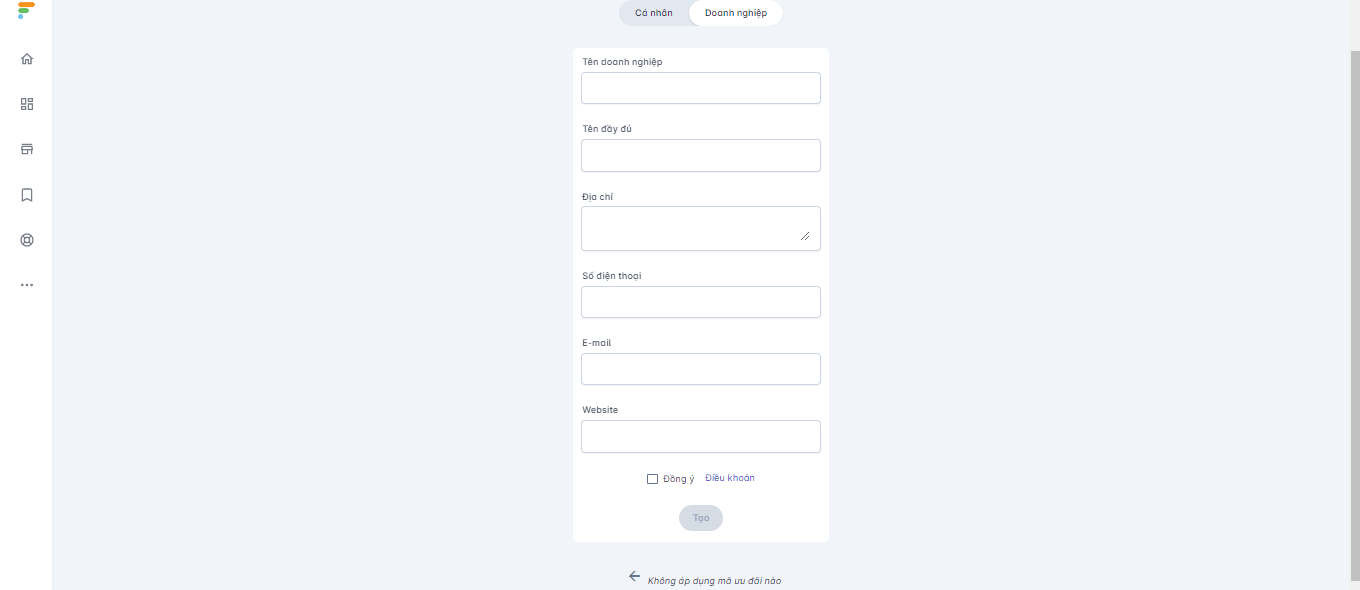 Cá nhân Doanh nghiệp
Tên doanh nghiệp
Tên đầy đủ
Địa chỉ
Số điện thoại
E-mail
Website
Đồng ý Điều khoản
Tạo
Không áp dụng mã ưu đãi nào